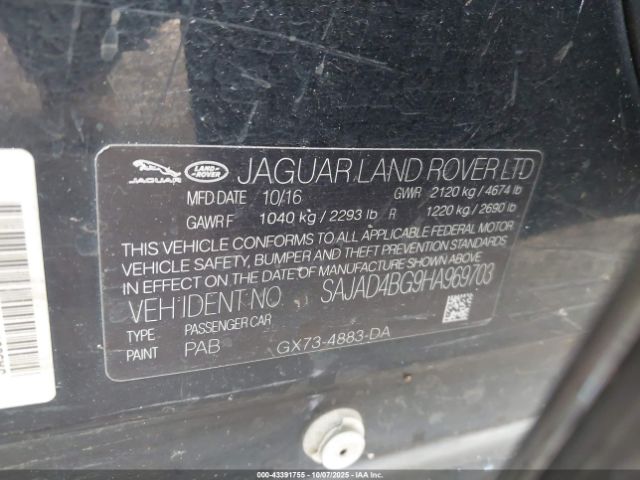 JAGUAR LAND-ROVER JAGUAR LAND ROVER LTD
MFD DATE 10/16 GWR 2120 kg / 4674 lb
GAWR F 1040 kg / 2293 lb R 1220 kg / 2690 lb
THIS VEHICLE CONFORMS TO ALL APPLICABLE FEDERAL MOTOR
VEHICLE SAFETY, BUMPER AND THEFT PREVENTION STANDARDS
IN EFFECT ON THE DATE OF MANUFACTURE SHOWN ABOVE.
VEH IDENT NO. SAJAD4BG9HA969703
TYPE PASSENGER CAR
PAINT PAB GX73-4883-DA
10-43391755 - 10/07/2025 - © IAA Holdings, LLC